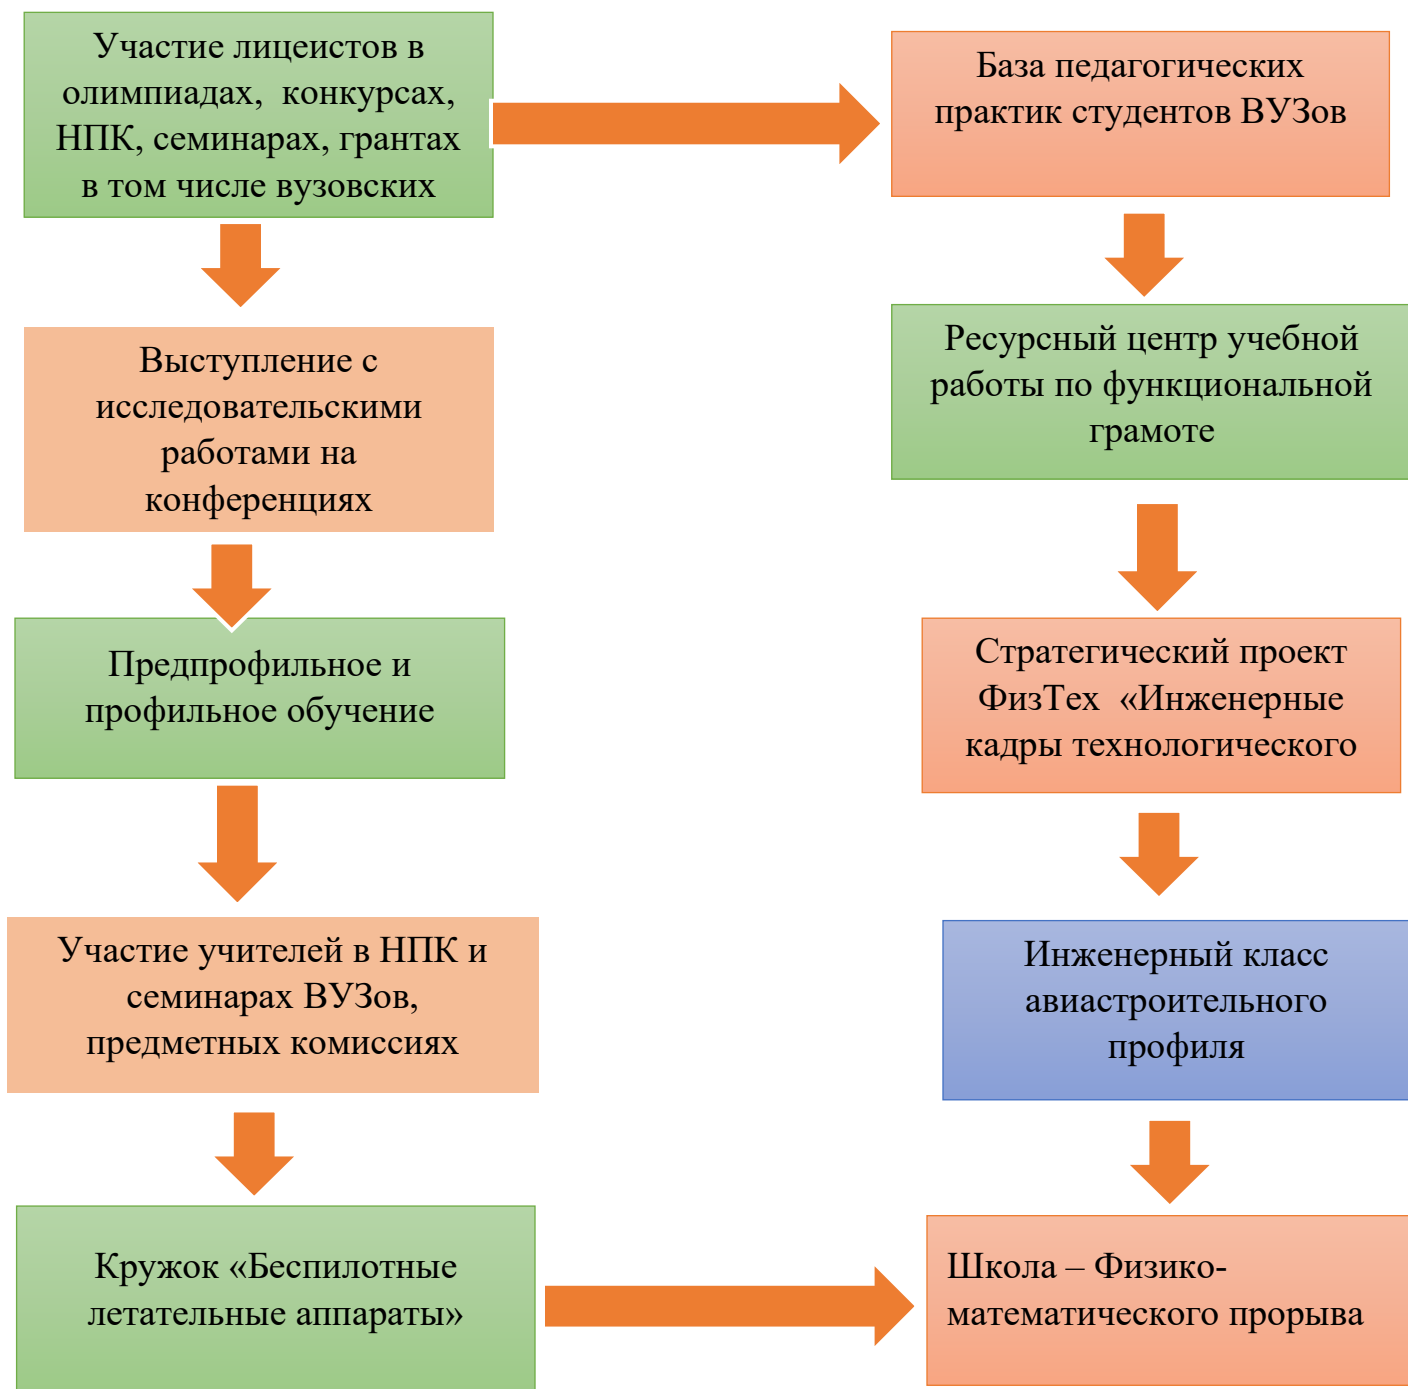 Участие лицеистов в
олимпиадах,  конкурсах,
НПК, семинарах, грантах
в том числе вузовских
База педагогических
практик студентов ВУЗов
Выступление с
исследовательскими
работами на
конференциях
Ресурсный центр учебной
работы по функциональной
грамоте
Предпрофильное и
профильное обучение
Стратегический проект
ФизТех  «Инженерные
кадры технологического
Участие учителей в НПК и
семинарах ВУЗов,
предметных комиссиях
Инженерный класс
авиастроительного
профиля
Кружок «Беспилотные
летательные аппараты»
Школа – Физико-
математического прорыва